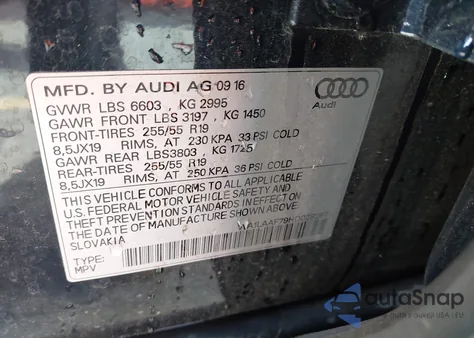 MFD. BY AUDI AG 09 16
GVWR LBS 6603 , KG 2995
GAWR FRONT LBS 3197 , KG 1450
FRONT-TIRES 255/55 R19
8,5JX19 RIMS, AT 230 KPA 33 PSI COLD
GAWR REAR LBS3803 , KG 1725
REAR-TIRES 255/55 R19
8,5JX19 RIMS, AT 250 KPA 36 PSI COLD
THIS VEHICLE CONFORMS TO ALL APPLICABLE
U.S. FEDERAL MOTOR VEHICLE SAFETY AND
THEFT PREVENTION STANDARDS IN EFFECT ON
THE DATE OF MANUFACTURE SHOWN ABOVE.
SLOVAKIA
TYPE:
MPV
Audi
autoSnap